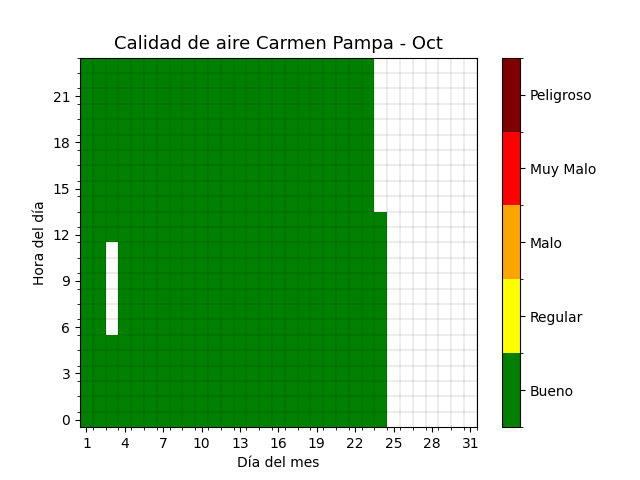 Calidad de aire Carmen Pampa - Oct
Hora del día
21
18
15
12
9
6
3
0
1 4 7 10 13 16 19 22 25 28 31
Día del mes
Peligroso
Muy Malo
Malo
Regular
Bueno